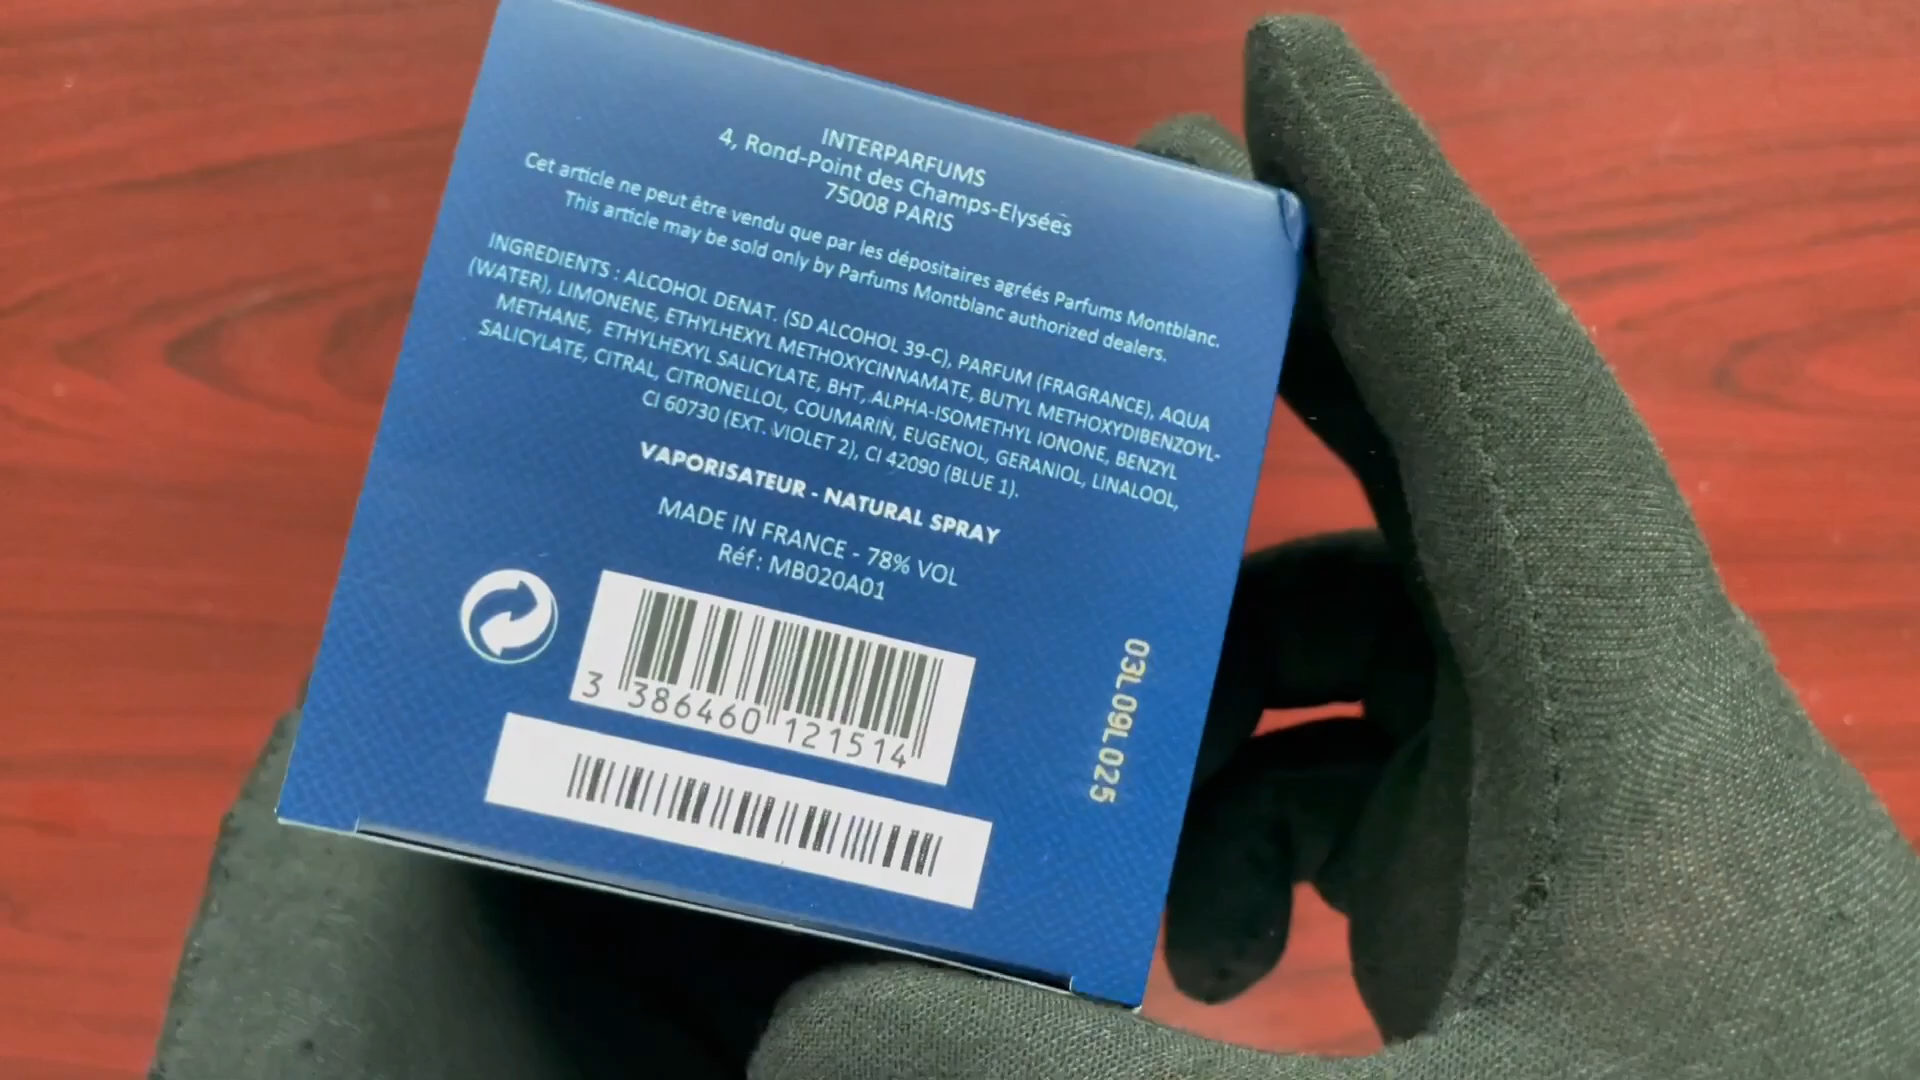 INTERPARFUMS
4, Rond-Point des Champs-Elysées
75008 PARIS
Cet article ne peut être vendu que par les dépositaires agréés Parfums Montblanc.
This article may be sold only by Parfums Montblanc authorized dealers.
INGREDIENTS : ALCOHOL DENAT. (SD ALCOHOL 39-C), PARFUM (FRAGRANCE), AQUA
(WATER), LIMONENE, ETHYLHEXYL METHOXYCINNAMATE, BUTYL METHOXYDIBENZOYL-
METHANE, ETHYLHEXYL SALICYLATE, BHT, ALPHA-ISOMETHYL IONONE, BENZYL
SALICYLATE, CITRAL, CITRONELLOL, COUMARIN, EUGENOL, GERANIOL, LINALOOL,
CI 60730 (EXT. VIOLET 2), CI 42090 (BLUE 1).
VAPORISATEUR - NATURAL SPRAY
MADE IN FRANCE - 78% VOL
Réf : MB020A01
3 386460 121514
03L09L025